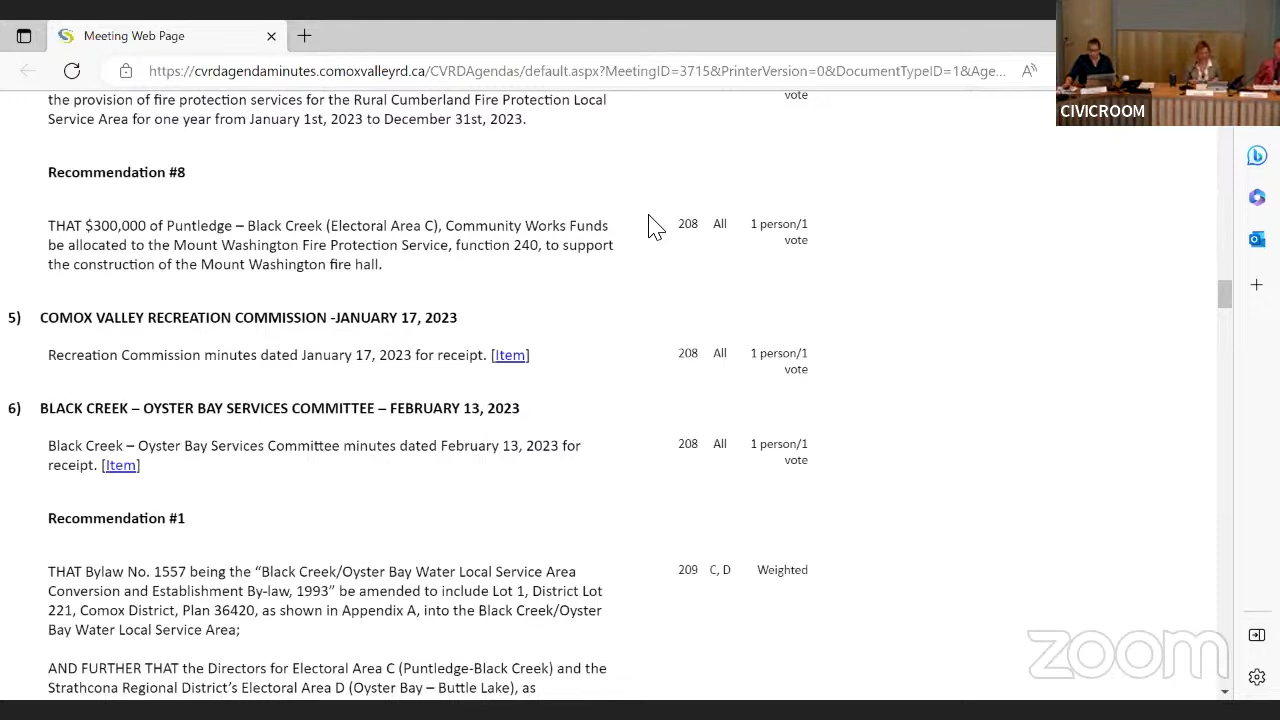 Meeting Web Page
https://cvrdagendaminutes.comoxvalleyrd.ca/CVRDAgendas/default.aspx?MeetingID=3715&PrinterVersion=0&DocumentTypeID=1&Age...
CIVICROOM
the provision of fire protection services for the Rural Cumberland Fire Protection Local
vote
Service Area for one year from January 1st, 2023 to December 31st, 2023.
Recommendation #8
THAT $300,000 of Puntledge – Black Creek (Electoral Area C), Community Works Funds 208 All 1 person/1
be allocated to the Mount Washington Fire Protection Service, function 240, to support vote
the construction of the Mount Washington fire hall.
5) COMOX VALLEY RECREATION COMMISSION -JANUARY 17, 2023
Recreation Commission minutes dated January 17, 2023 for receipt. [Item] 208 All 1 person/1
vote
6) BLACK CREEK – OYSTER BAY SERVICES COMMITTEE – FEBRUARY 13, 2023
Black Creek – Oyster Bay Services Committee minutes dated February 13, 2023 for 208 All 1 person/1
receipt. [Item] vote
Recommendation #1
THAT Bylaw No. 1557 being the “Black Creek/Oyster Bay Water Local Service Area 209 C, D Weighted
Conversion and Establishment By-law, 1993” be amended to include Lot 1, District Lot
221, Comox District, Plan 36420, as shown in Appendix A, into the Black Creek/Oyster
Bay Water Local Service Area;
AND FURTHER THAT the Directors for Electoral Area C (Puntledge-Black Creek) and the
Strathcona Regional District’s Electoral Area D (Oyster Bay – Buttle Lake), as
zoom